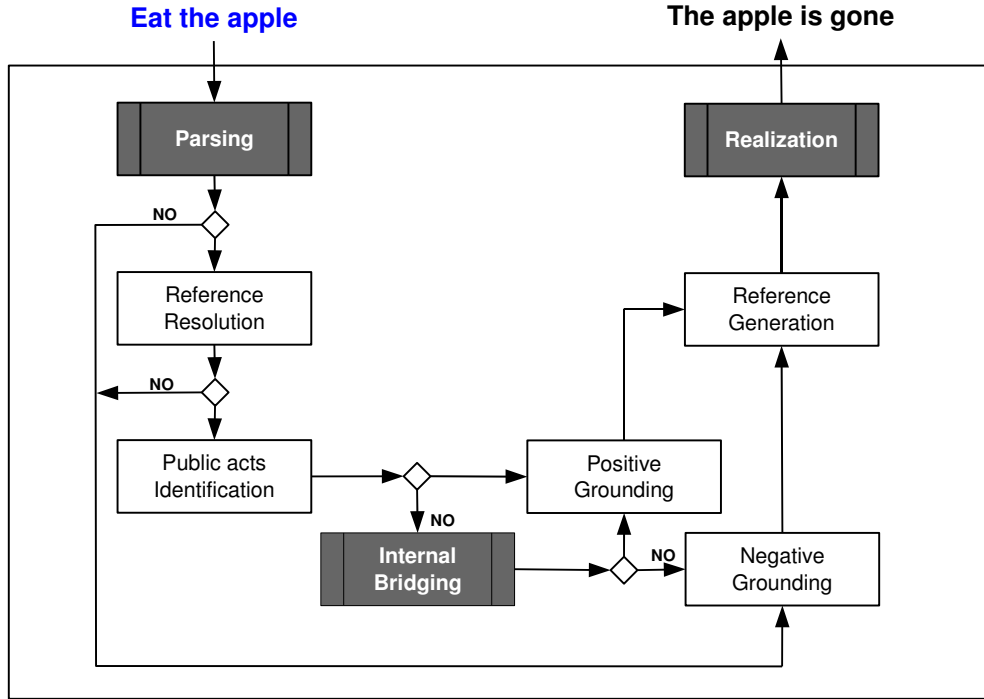 Eat the apple
The apple is gone
Parsing
Realization
NO
Reference
Resolution
Reference
Generation
NO
Public acts
Identification
Positive
Grounding
NO
Internal
Bridging
NO
Negative
Grounding